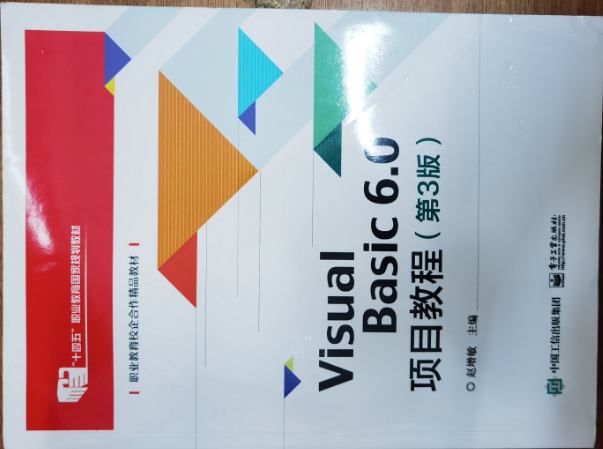 "十四五"职业教育国家规划教材
职业教育校企合作精品教材
Visual
Basic 6.0
项目教程（第3版）
赵增敏 主编
中国工信出版集团
电子工业出版社